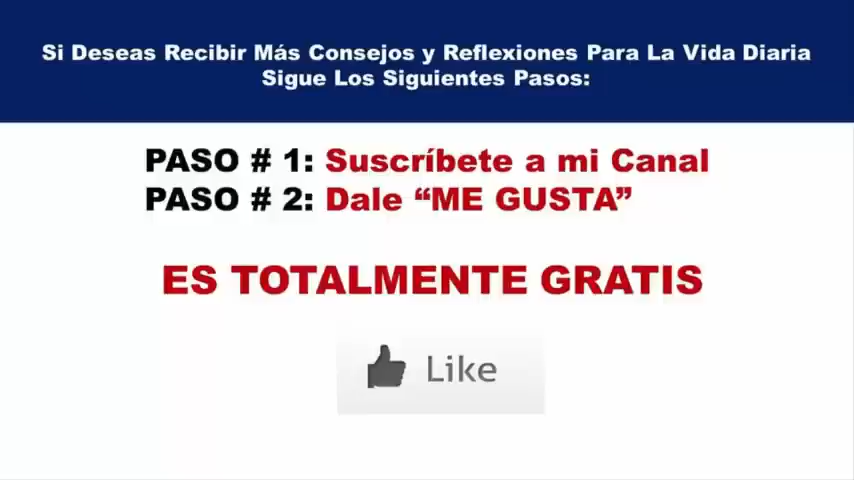 Si Deseas Recibir Más Consejos y Reflexiones Para La Vida Diaria
Sigue Los Siguientes Pasos:
PASO # 1: Suscríbete a mi Canal
PASO # 2: Dale “ME GUSTA”
ES TOTALMENTE GRATIS
Like